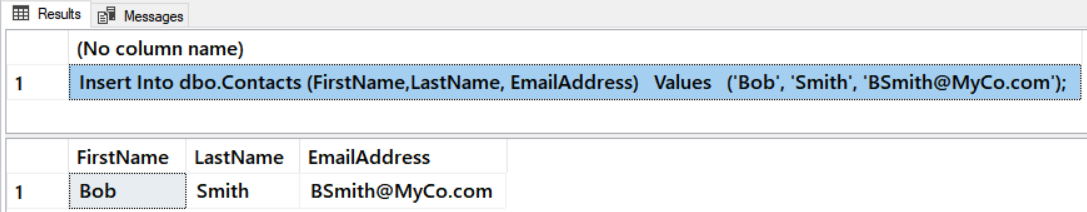 Results Messages
(No column name)
1 Insert Into dbo.Contacts (FirstName,LastName, EmailAddress) Values ('Bob', 'Smith', 'BSmith@MyCo.com');
FirstName LastName EmailAddress
1 Bob Smith BSmith@MyCo.com